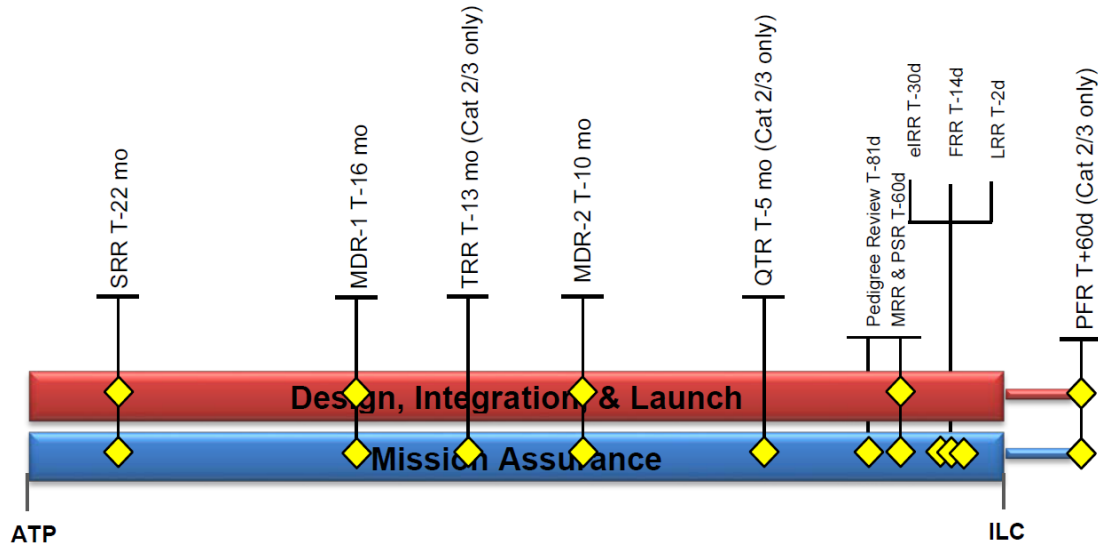 SRR T-22 mo
MDR-1 T-16 mo
TRR T-13 mo (Cat 2/3 only)
MDR-2 T-10 mo
QTR T-5 mo (Cat 2/3 only)
Pedigree Review T-81d
MRR & PSR T-60d
eIRR T-30d
FRR T-14d
LRR T-2d
PFR T+60d (Cat 2/3 only)
Design, Integration, & Launch
Mission Assurance
ATP
ILC